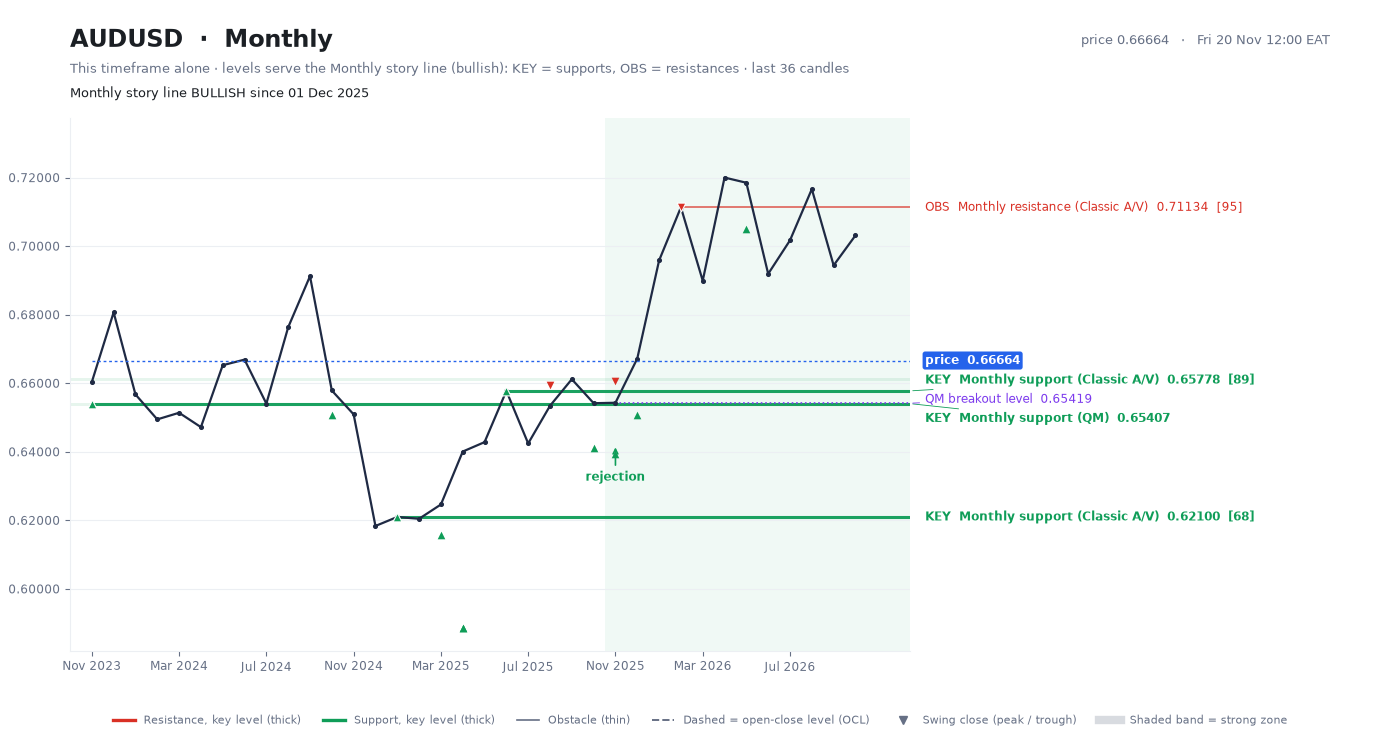 AUDUSD · Monthly
price 0.66664 · Fri 20 Nov 12:00 EAT
This timeframe alone · levels serve the Monthly story line (bullish): KEY = supports, OBS = resistances · last 36 candles
Monthly story line BULLISH since 01 Dec 2025
0.72000
0.70000
0.68000
0.66000
0.64000
0.62000
0.60000
OBS Monthly resistance (Classic A/V) 0.71134 [95]
price 0.66664
KEY Monthly support (Classic A/V) 0.65778 [89]
QM breakout level 0.65419
KEY Monthly support (QM) 0.65407
rejection
KEY Monthly support (Classic A/V) 0.62100 [68]
Nov 2023
Mar 2024
Jul 2024
Nov 2024
Mar 2025
Jul 2025
Nov 2025
Mar 2026
Jul 2026
Resistance, key level (thick)
Support, key level (thick)
Obstacle (thin)
Dashed = open-close level (OCL)
Swing close (peak / trough)
Shaded band = strong zone